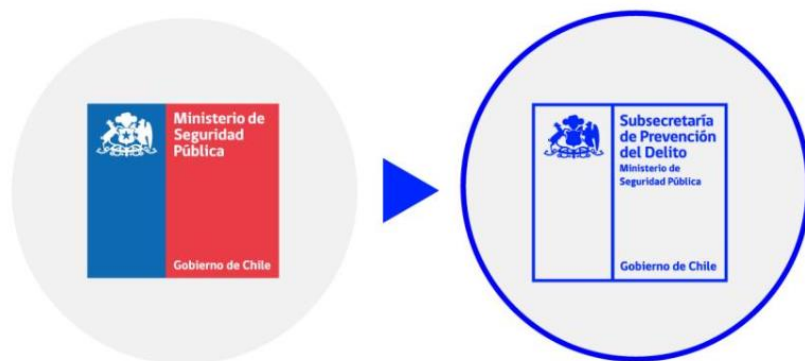 Ministerio de
Seguridad
Pública
Gobierno de Chile
Subsecretaría
de Prevención
del Delito
Ministerio de
Seguridad Pública
Gobierno de Chile